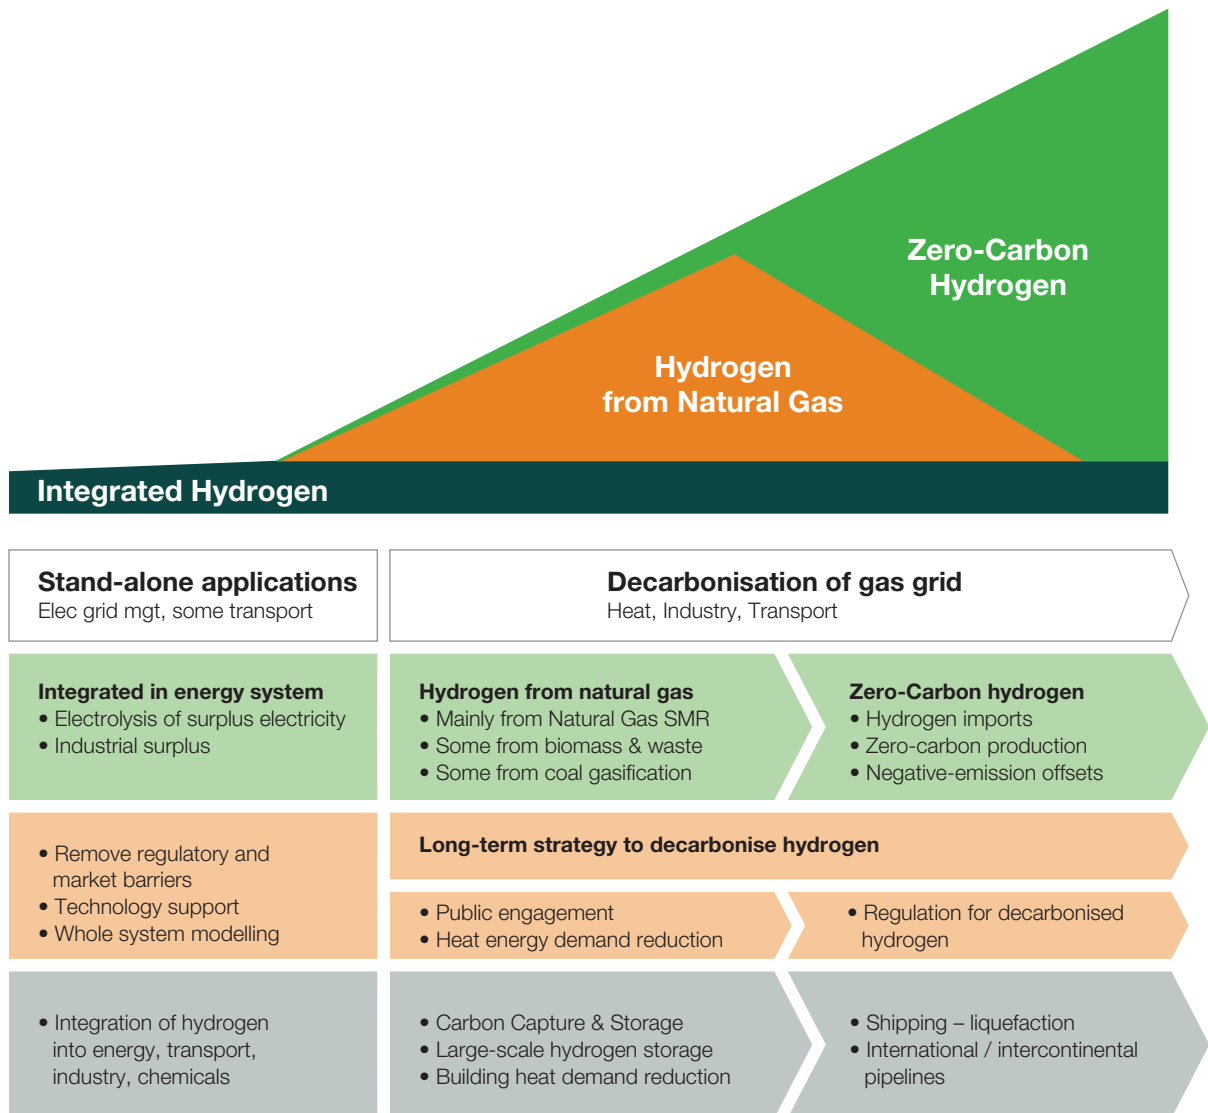 Zero-Carbon
Hydrogen
Hydrogen
from Natural Gas
Integrated Hydrogen
Stand-alone applications
Elec grid mgt, some transport
Decarbonisation of gas grid
Heat, Industry, Transport
Integrated in energy system
• Electrolysis of surplus electricity
• Industrial surplus
Hydrogen from natural gas
• Mainly from Natural Gas SMR
• Some from biomass & waste
• Some from coal gasification
Zero-Carbon hydrogen
• Hydrogen imports
• Zero-carbon production
• Negative-emission offsets
• Remove regulatory and
market barriers
• Technology support
• Whole system modelling
Long-term strategy to decarbonise hydrogen
• Public engagement
• Heat energy demand reduction
• Regulation for decarbonised
hydrogen
• Integration of hydrogen
into energy, transport,
industry, chemicals
• Carbon Capture & Storage
• Large-scale hydrogen storage
• Building heat demand reduction
• Shipping – liquefaction
• International / intercontinental
pipelines